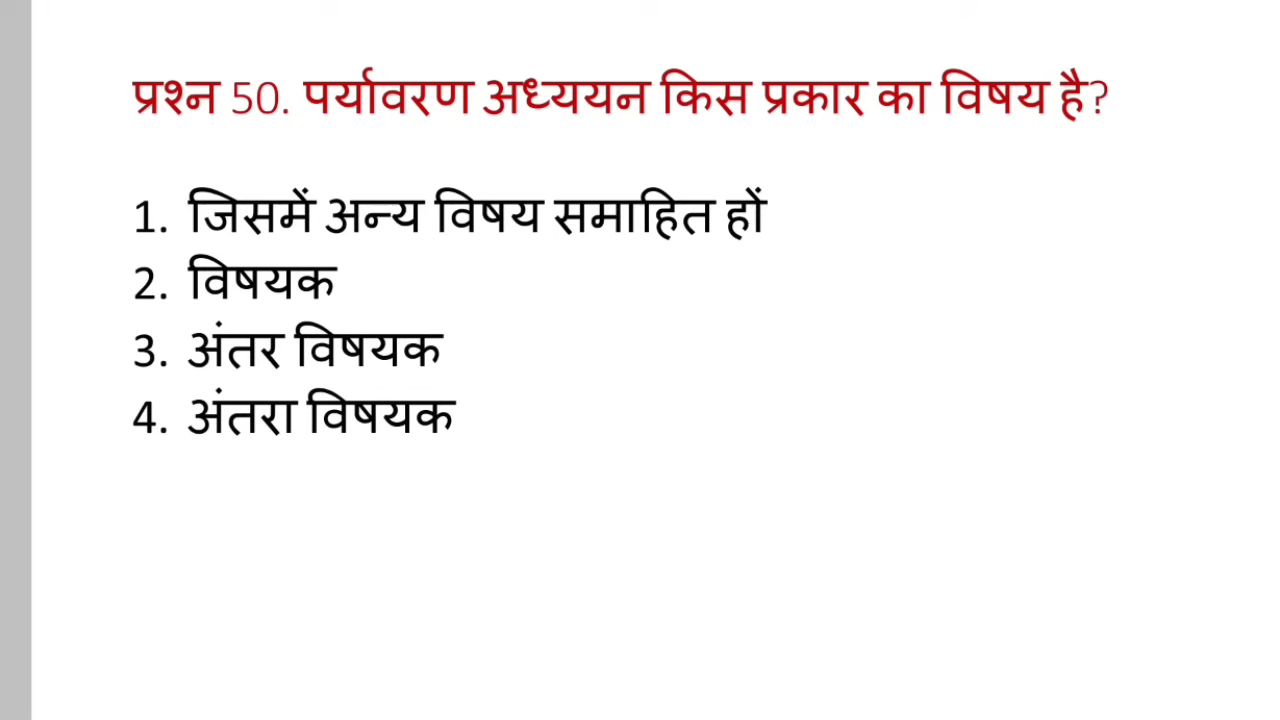 प्रश्न 50. पर्यावरण अध्ययन किस प्रकार का विषय है?
1. जिसमें अन्य विषय समाहित हों
2. विषयक
3. अंतर विषयक
4. अंतरा विषयक